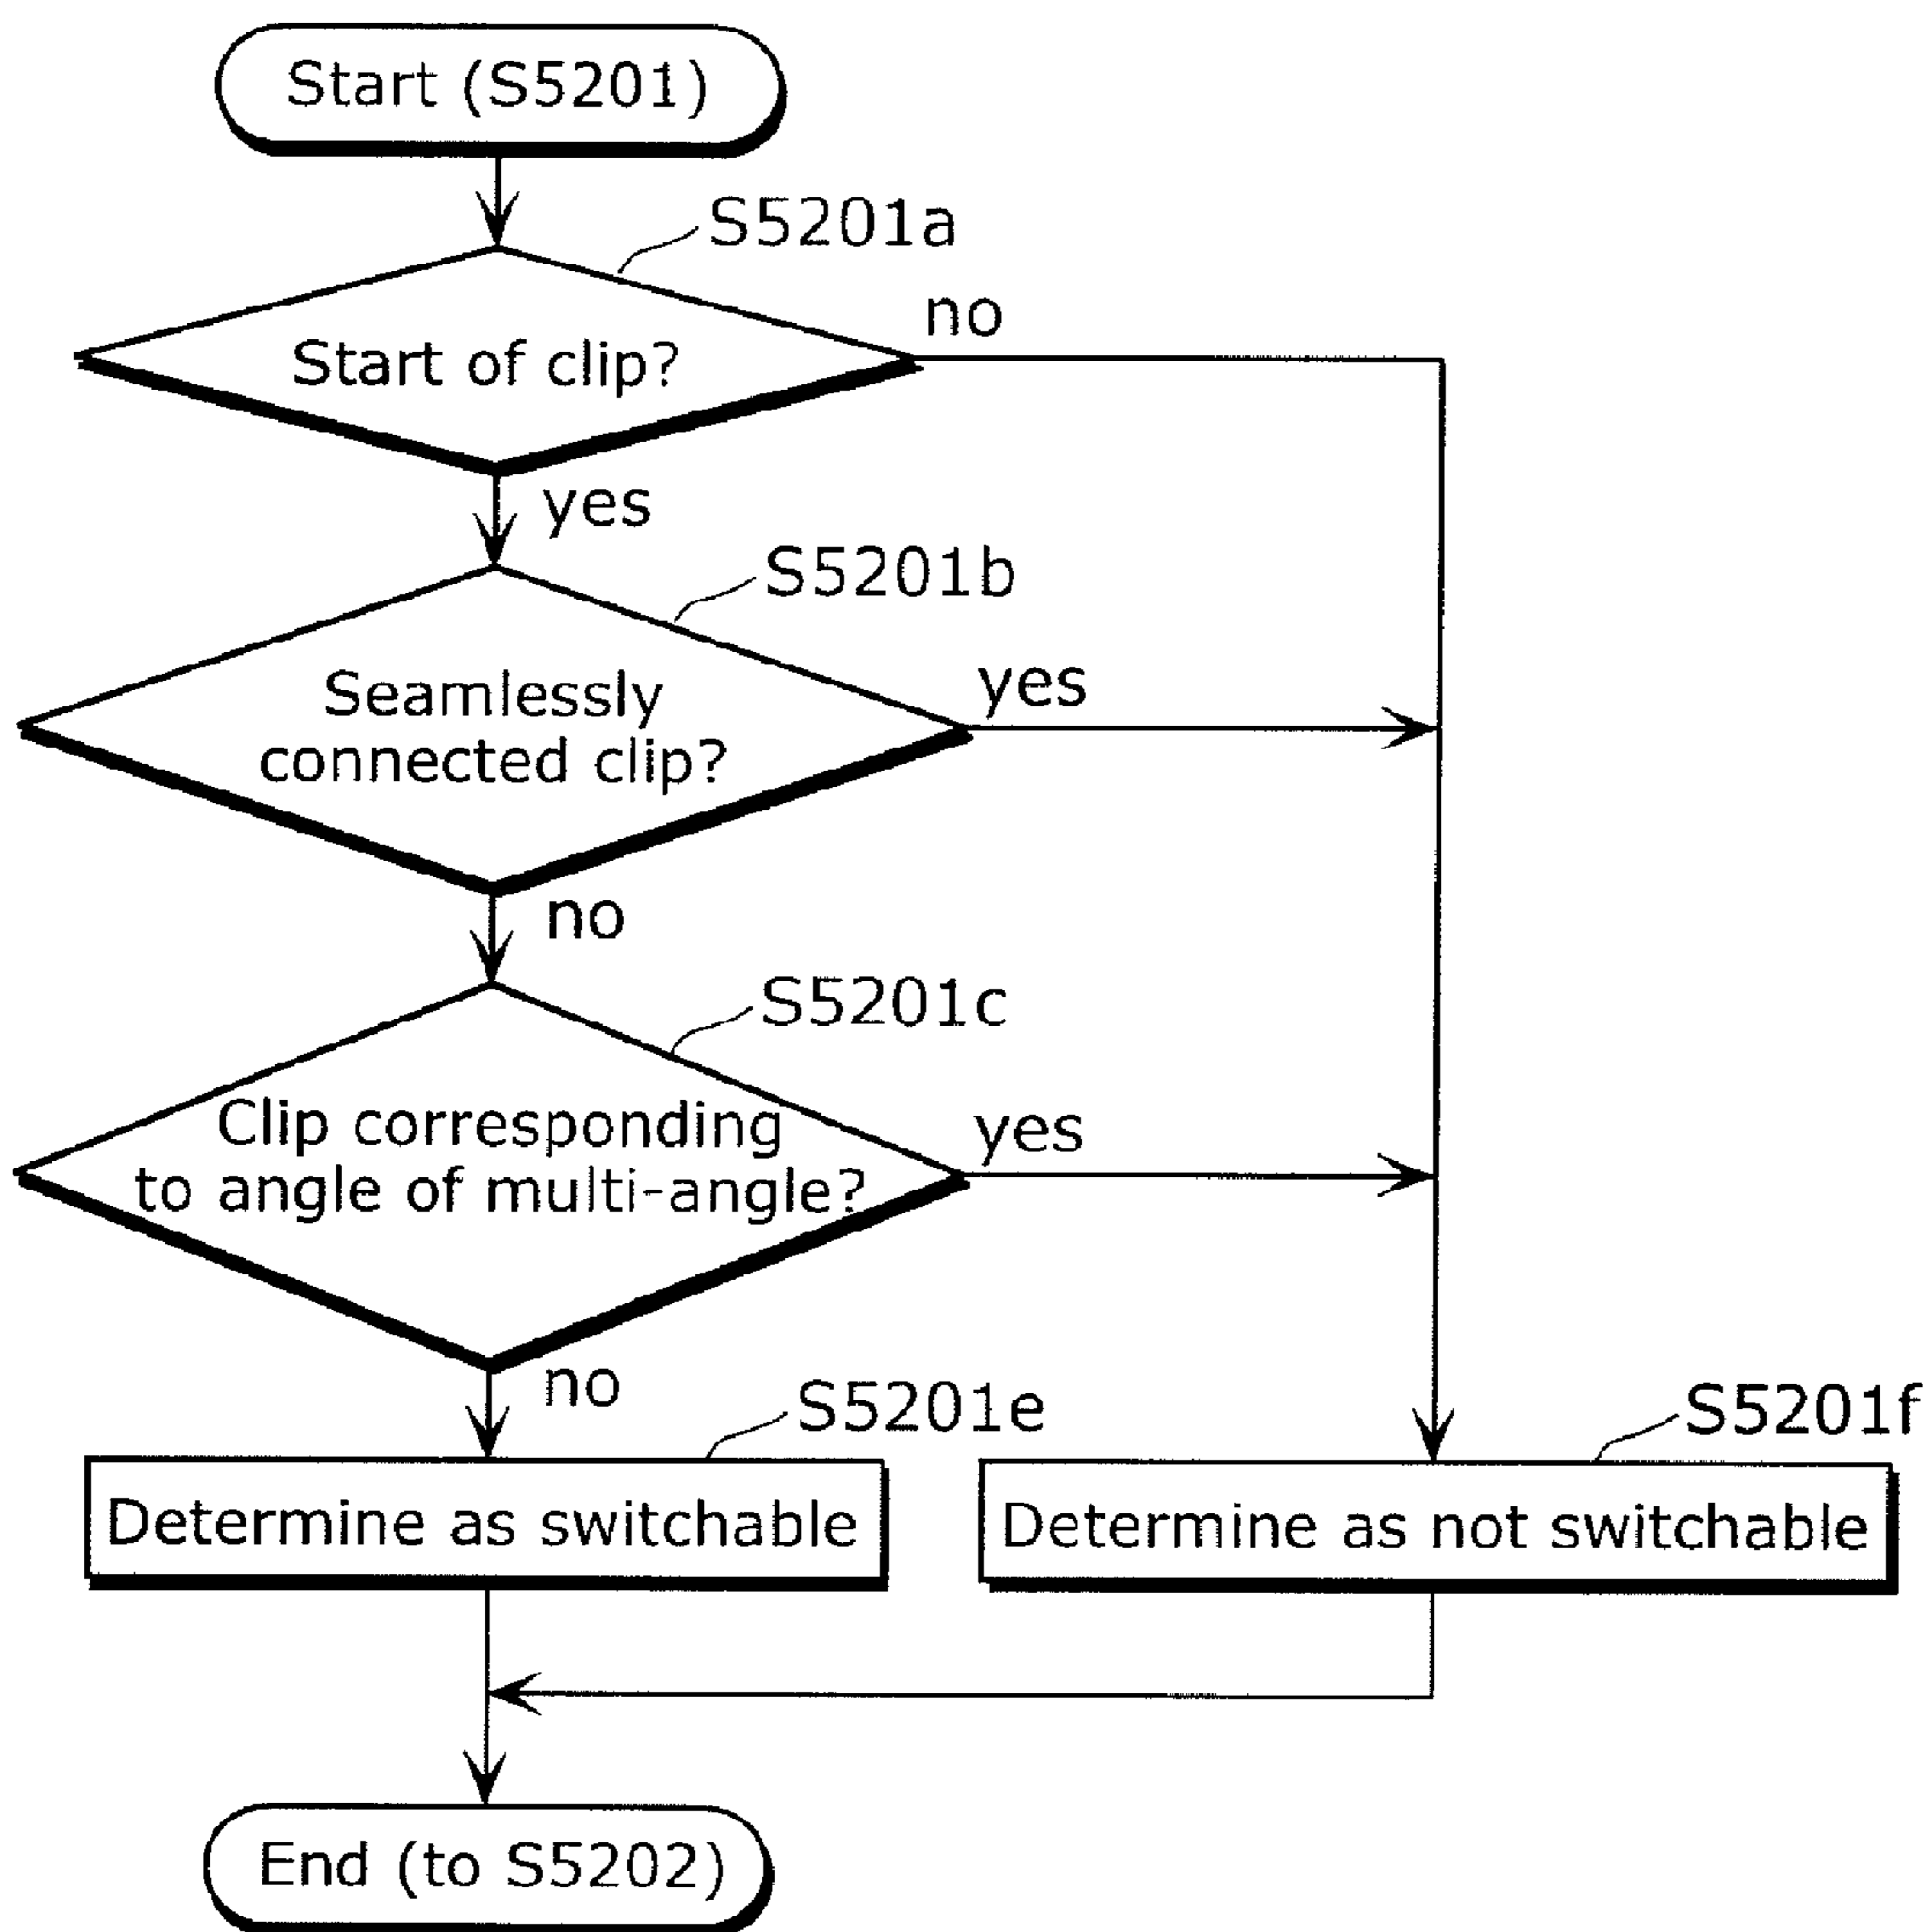 Start (S5201)
S5201a
no
Start of clip?
yes
S5201b
yes
Seamlessly
connected clip?
no
S5201c
yes
Clip corresponding
to angle of multi-angle?
no
S5201e
S5201f
Determine as switchable
Determine as not switchable
End (to S5202)